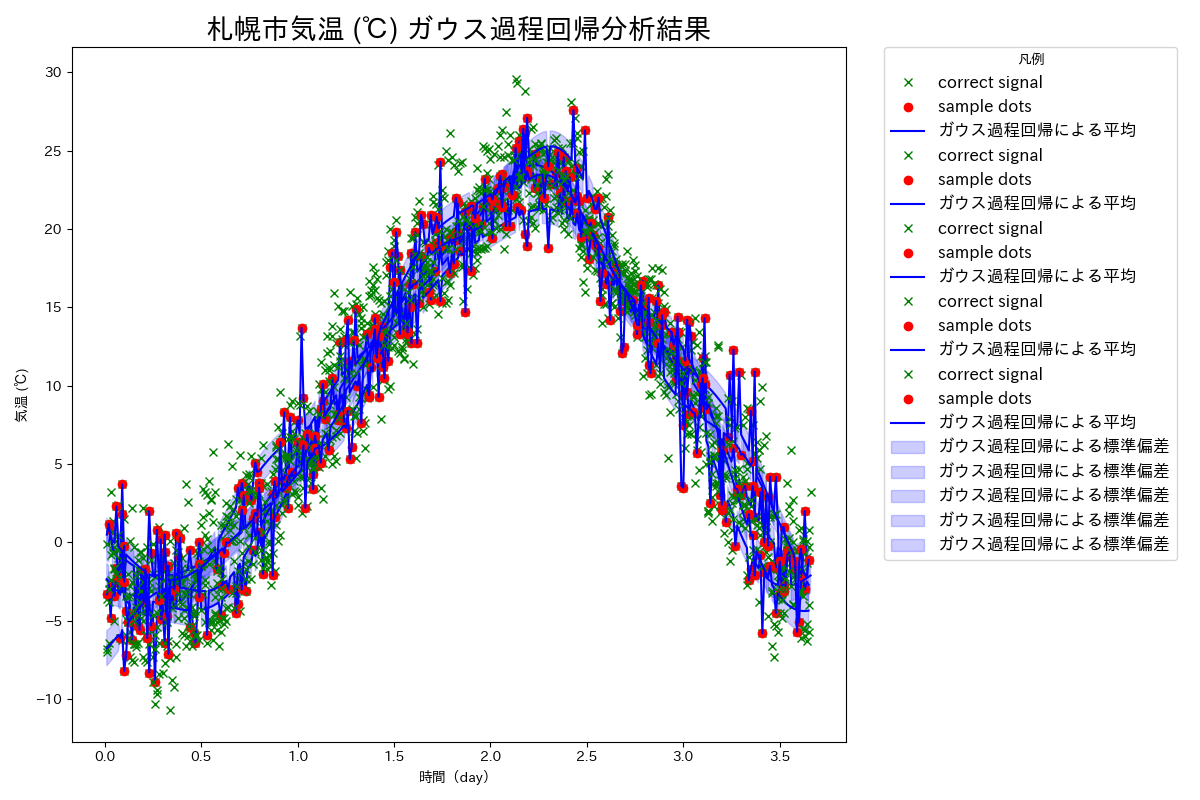 札幌市気温 (℃) ガウス過程回帰分析結果
30
25
20
15
10
5
0
−5
−10
気温 (℃)
0.0 0.5 1.0 1.5 2.0 2.5 3.0 3.5
時間（day）
凡例
correct signal
sample dots
ガウス過程回帰による平均
correct signal
sample dots
ガウス過程回帰による平均
correct signal
sample dots
ガウス過程回帰による平均
correct signal
sample dots
ガウス過程回帰による平均
correct signal
sample dots
ガウス過程回帰による平均
ガウス過程回帰による標準偏差
ガウス過程回帰による標準偏差
ガウス過程回帰による標準偏差
ガウス過程回帰による標準偏差
ガウス過程回帰による標準偏差